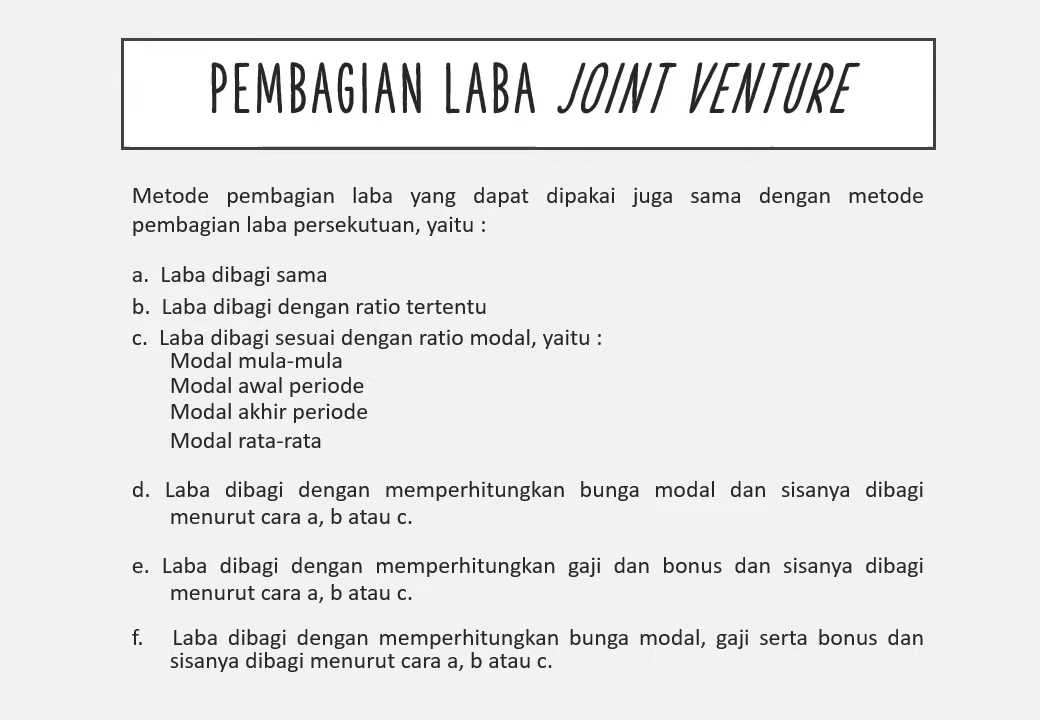 PEMBAGIAN LABA JOINT VENTURE
Metode pembagian laba yang dapat dipakai juga sama dengan metode
pembagian laba persekutuan, yaitu :
a. Laba dibagi sama
b. Laba dibagi dengan ratio tertentu
c. Laba dibagi sesuai dengan ratio modal, yaitu :
Modal mula-mula
Modal awal periode
Modal akhir periode
Modal rata-rata
d. Laba dibagi dengan memperhitungkan bunga modal dan sisanya dibagi
menurut cara a, b atau c.
e. Laba dibagi dengan memperhitungkan gaji dan bonus dan sisanya dibagi
menurut cara a, b atau c.
f. Laba dibagi dengan memperhitungkan bunga modal, gaji serta bonus dan
sisanya dibagi menurut cara a, b atau c.